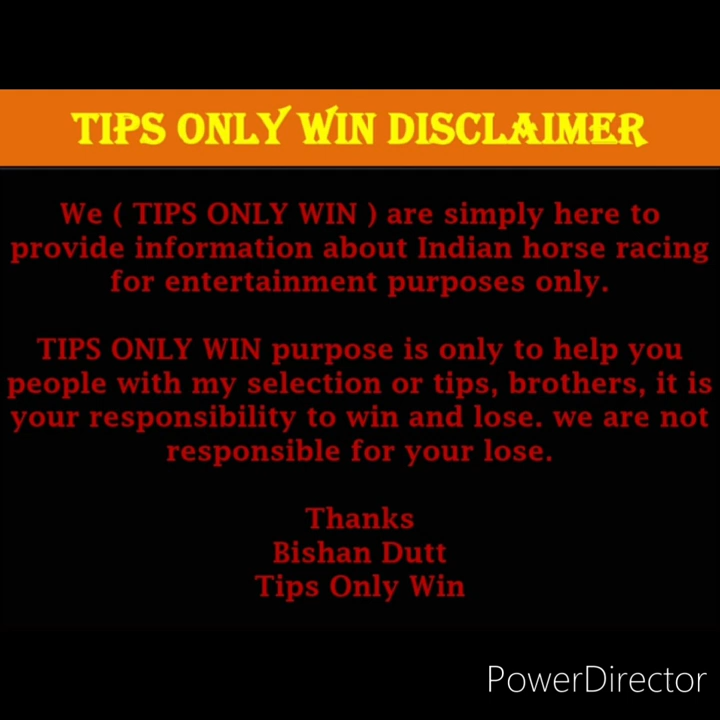 TIPS ONLY WIN DISCLAIMER
We ( TIPS ONLY WIN ) are simply here to
provide information about Indian horse racing
for entertainment purposes only.
TIPS ONLY WIN purpose is only to help you
people with my selection or tips, brothers, it is
your responsibility to win and lose. we are not
responsible for your lose.
Thanks
Bishan Dutt
Tips Only Win
PowerDirector